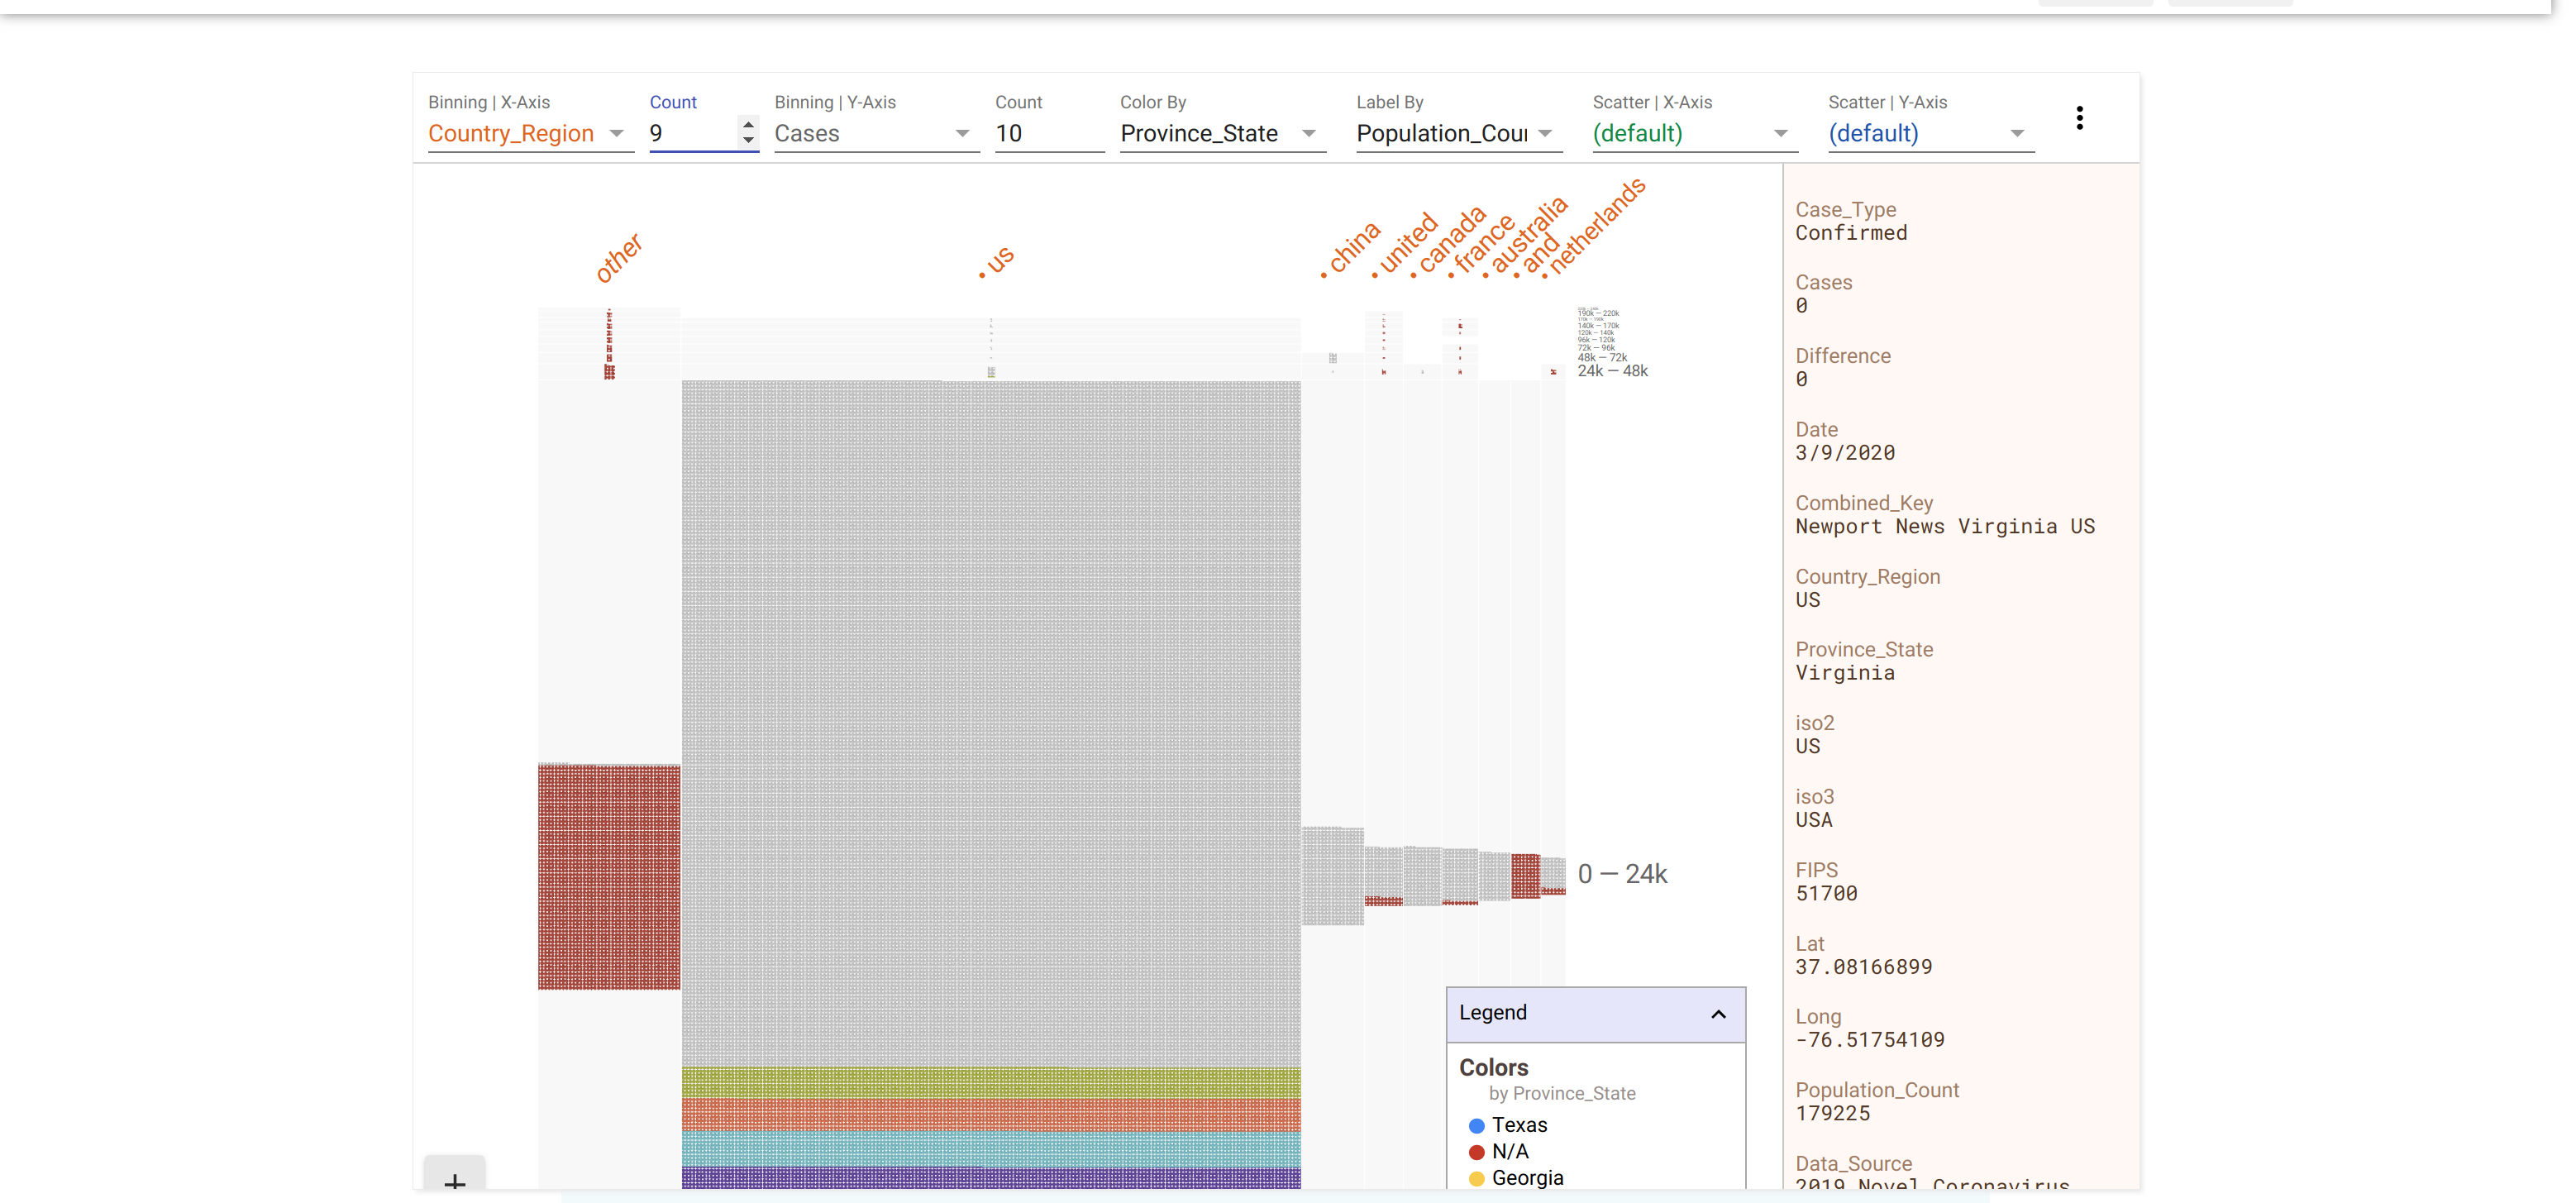 Binning | X-Axis Count Binning | Y-Axis Count Color By Label By Scatter | X-Axis Scatter | Y-Axis
Country_Region 9 Cases 10 Province_State Population_Cou (default) (default)
other • us • china • united • canada • france • australia • and • netherlands
190k — 220k
170k — 190k
140k — 170k
120k — 140k
96k — 120k
72k — 96k
48k — 72k
24k — 48k
0 — 24k
Legend
Colors
by Province_State
Texas
N/A
Georgia
+
Case_Type
Confirmed
Cases
0
Difference
0
Date
3/9/2020
Combined_Key
Newport News Virginia US
Country_Region
US
Province_State
Virginia
iso2
US
iso3
USA
FIPS
51700
Lat
37.08166899
Long
-76.51754109
Population_Count
179225
Data_Source
2019 Novel Coronavirus